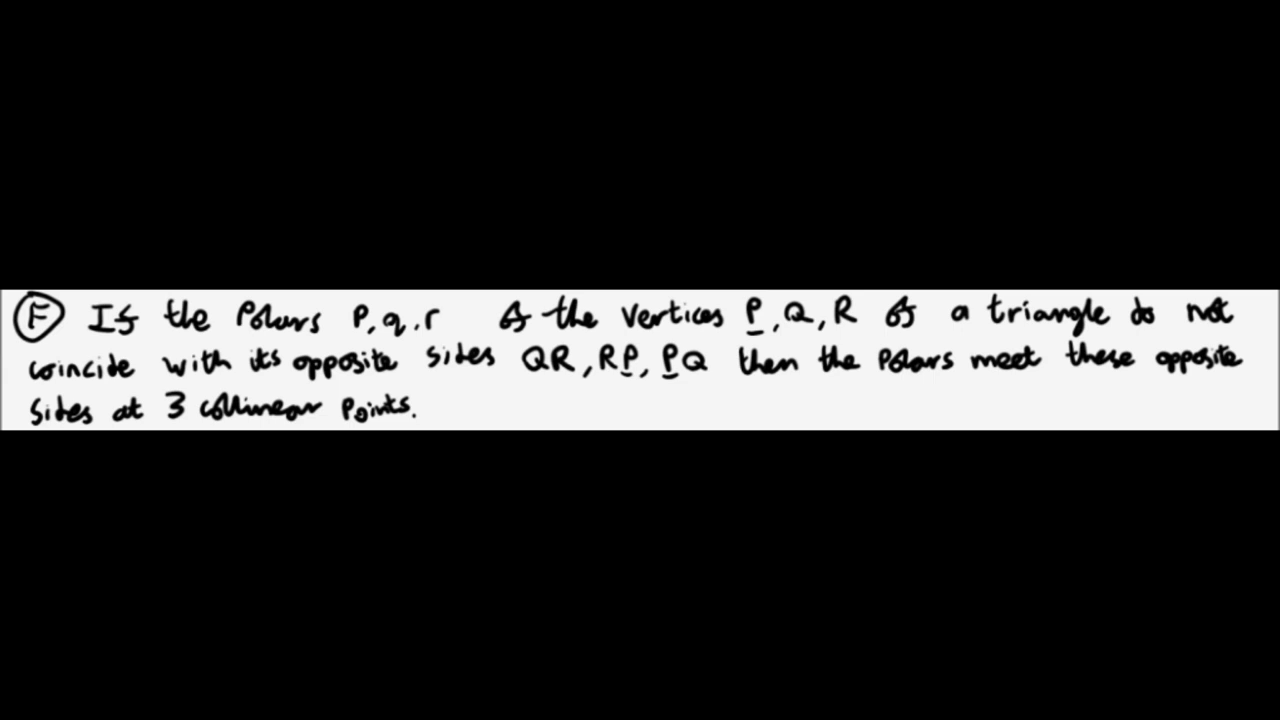 F If the Polars p, q, r of the vertices P, Q, R of a triangle do not
coincide with its opposite sides QR, RP, PQ then the Polars meet these opposite
sides at 3 collinear points.